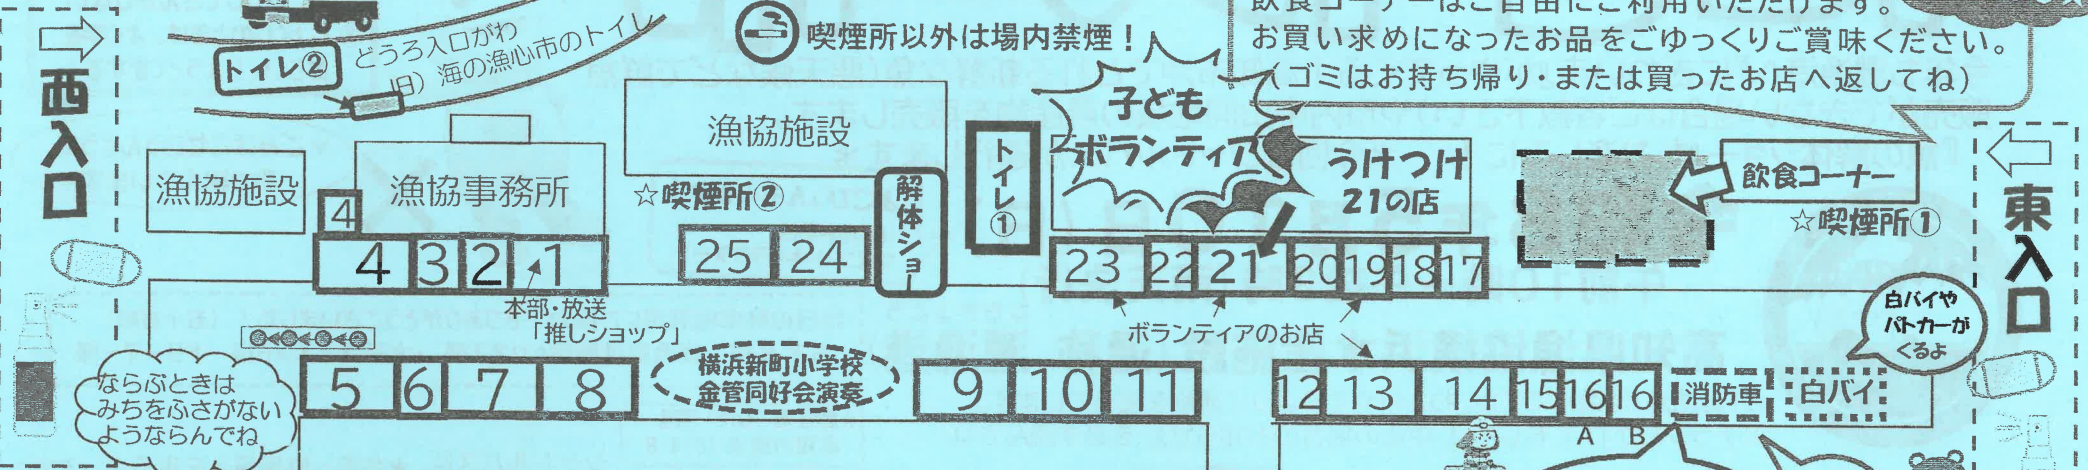 飲食コーナーはご自由にご利用いただけます。
お買い求めになったお品をごゆっくりご賞味ください。
(ゴミはお持ち帰り・または買ったお店へ返してね)
喫煙所以外は場内禁煙!
どうろ入口がわ
旧)海の漁心市のトイレ
トイレ②
西入口
漁協施設
漁協事務所
漁協施設
☆喫煙所②
解体ショー
トイレ①
子ども
ボランティア
うけつけ
21の店
飲食コーナー
☆喫煙所①
東入口
4
4 3 2 1
25 24
23 22 21 20 19 18 17
本部・放送
「推しショップ」
ボランティアのお店
白バイや
パトカーが
くるよ
ならぶときは
みちをふさがない
ようならんでね
5 6 7 8
横浜新町小学校
金管同好会演奏
9 10 11
12 13 14 15 16 16
A B
消防車
白バイ